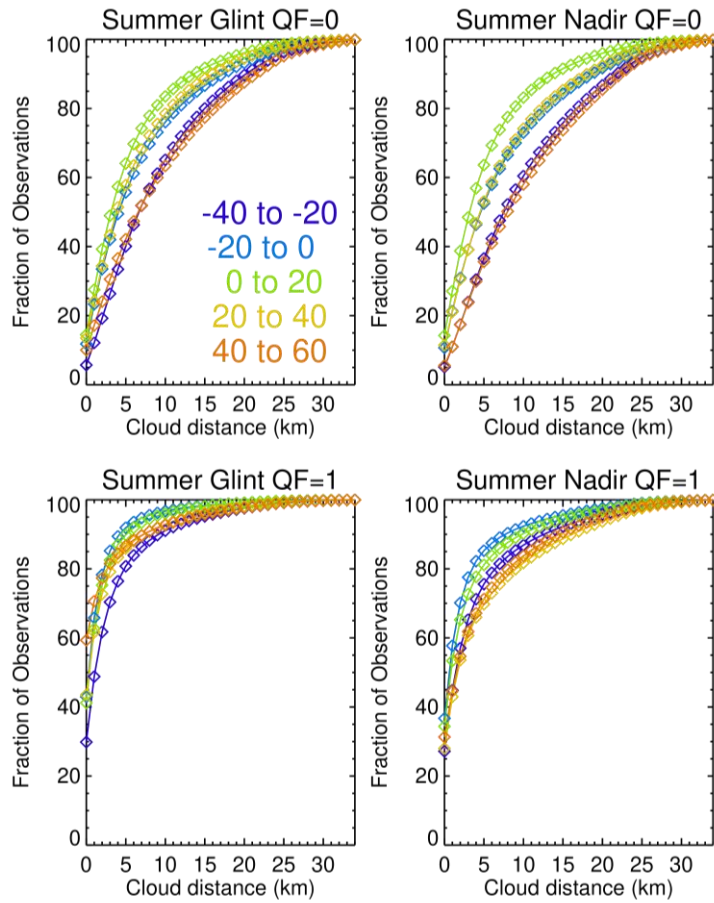 Summer Glint QF=0
Fraction of Observations
100
80
60
40
20
0
-40 to -20
-20 to 0
0 to 20
20 to 40
40 to 60
0 5 10 15 20 25 30
Cloud distance (km)
Summer Nadir QF=0
Fraction of Observations
100
80
60
40
20
0
0 5 10 15 20 25 30
Cloud distance (km)
Summer Glint QF=1
Fraction of Observations
100
80
60
40
20
0
0 5 10 15 20 25 30
Cloud distance (km)
Summer Nadir QF=1
Fraction of Observations
100
80
60
40
20
0
0 5 10 15 20 25 30
Cloud distance (km)